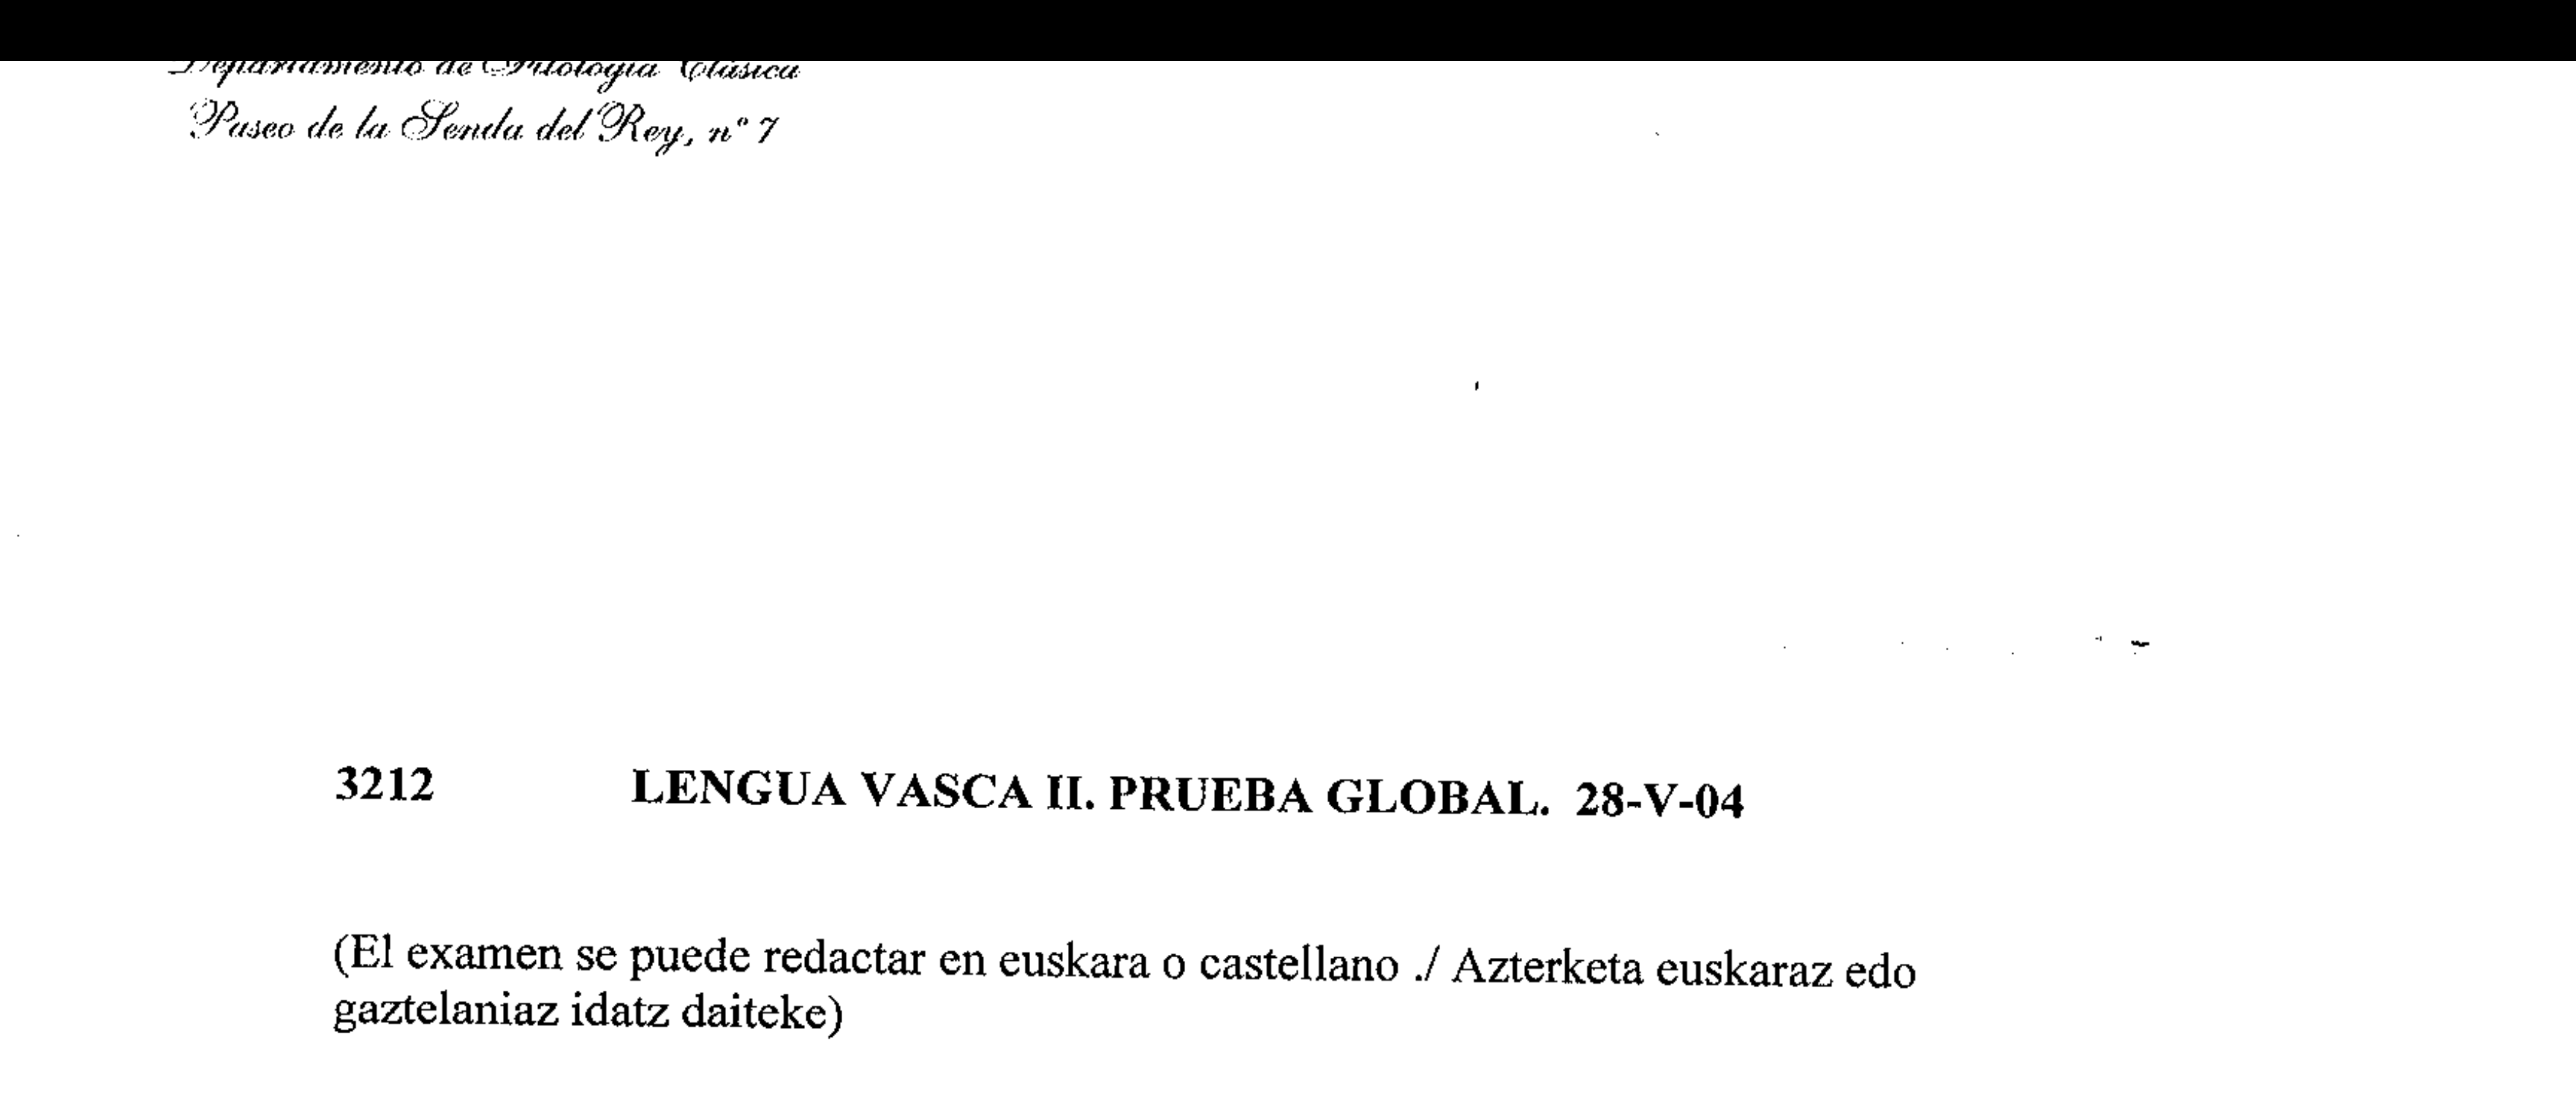 Departamento de Filología Clásica
Paseo de la Senda del Rey, nº 7
3212 LENGUA VASCA II. PRUEBA GLOBAL. 28-V-04
(El examen se puede redactar en euskara o castellano ./ Azterketa euskaraz edo
gaztelaniaz idatz daiteke)